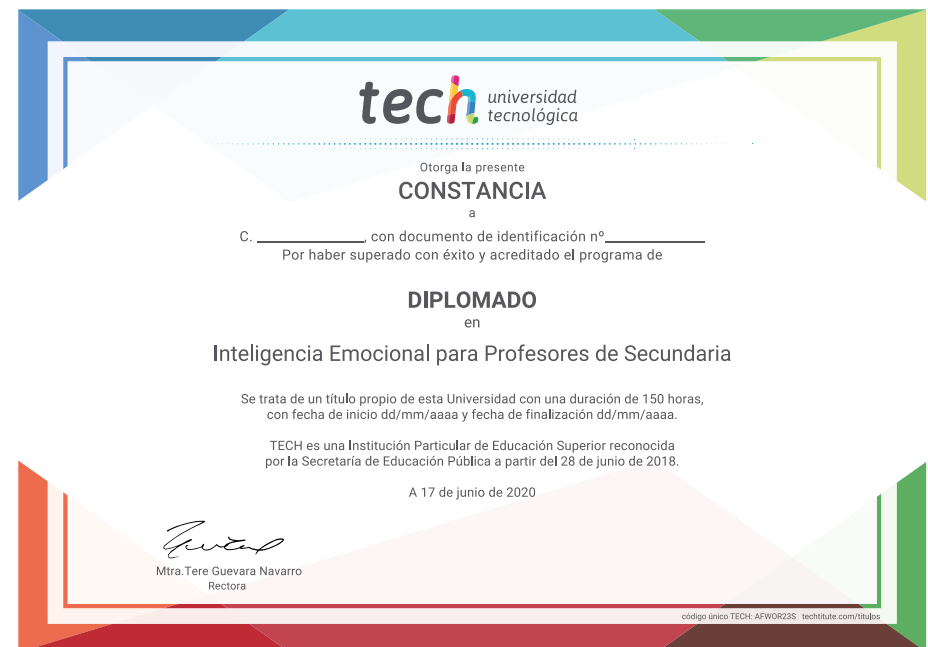 tech universidad
tecnológica
Otorga la presente
CONSTANCIA
a
C. ______________, con documento de identificación nº______________
Por haber superado con éxito y acreditado el programa de
DIPLOMADO
en
Inteligencia Emocional para Profesores de Secundaria
Se trata de un título propio de esta Universidad con una duración de 150 horas,
con fecha de inicio dd/mm/aaaa y fecha de finalización dd/mm/aaaa.
TECH es una Institución Particular de Educación Superior reconocida
por la Secretaría de Educación Pública a partir del 28 de junio de 2018.
A 17 de junio de 2020
Mtra.Tere Guevara Navarro
Rectora
código único TECH: AFWOR23S techtitute.com/titulos